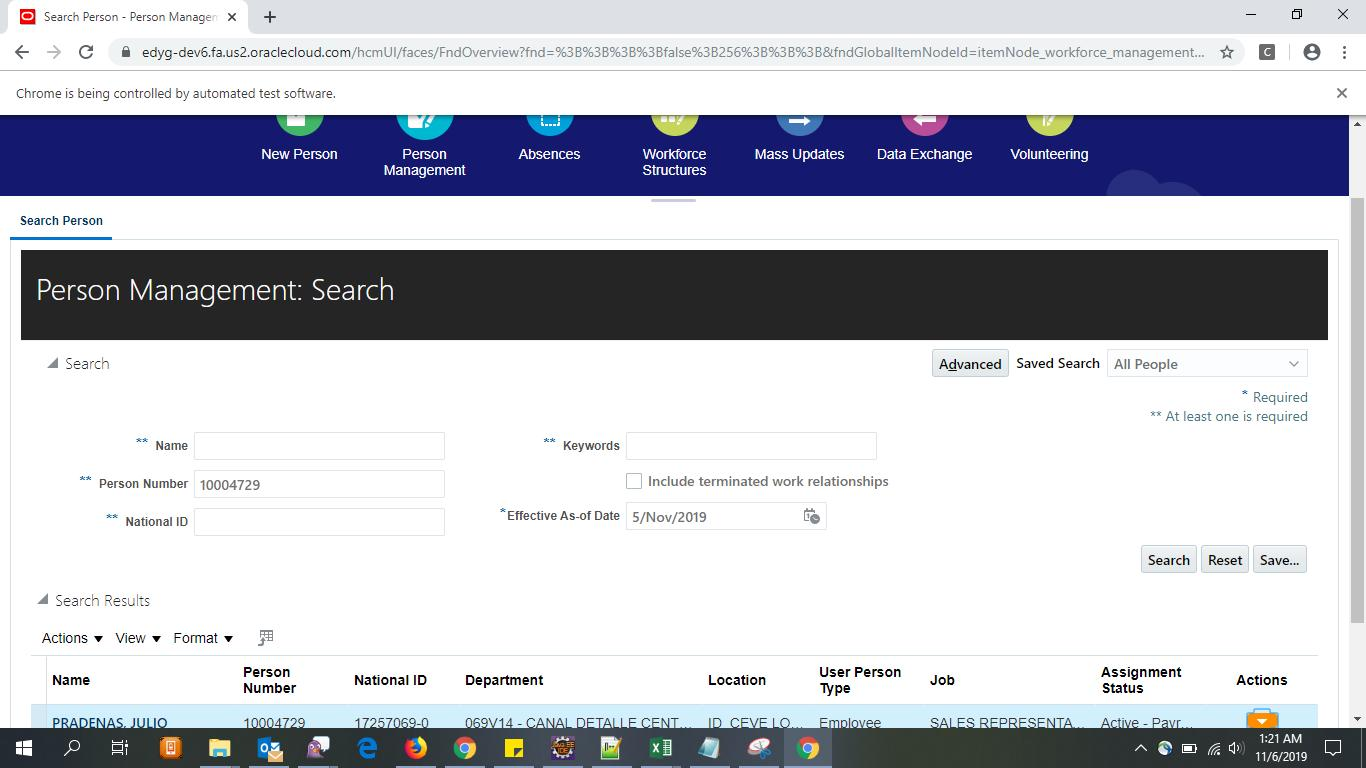 Search Person - Person Managem
edyg-dev6.fa.us2.oraclecloud.com/hcmUI/faces/FndOverview?fnd=%3B%3B%3B%3Bfalse%3B256%3B%3B%3B&fndGlobalItemNodeId=itemNode_workforce_management...
C
Chrome is being controlled by automated test software.
New Person
Person Management
Absences
Workforce Structures
Mass Updates
Data Exchange
Volunteering
Search Person
Person Management: Search
Search
Advanced
Saved Search
All People
* Required
** At least one is required
** Name
** Keywords
** Person Number
10004729
Include terminated work relationships
** National ID
*Effective As-of Date
5/Nov/2019
Search
Reset
Save...
Search Results
Actions
View
Format
Name
Person Number
National ID
Department
Location
User Person Type
Job
Assignment Status
Actions
PRADENAS, JULIO
10004729
17257069-0
069V14 - CANAL DETALLE CENT...
ID_CEVE LO...
Employee
SALES REPRESENTA...
Active - Payr...
1:21 AM
11/6/2019